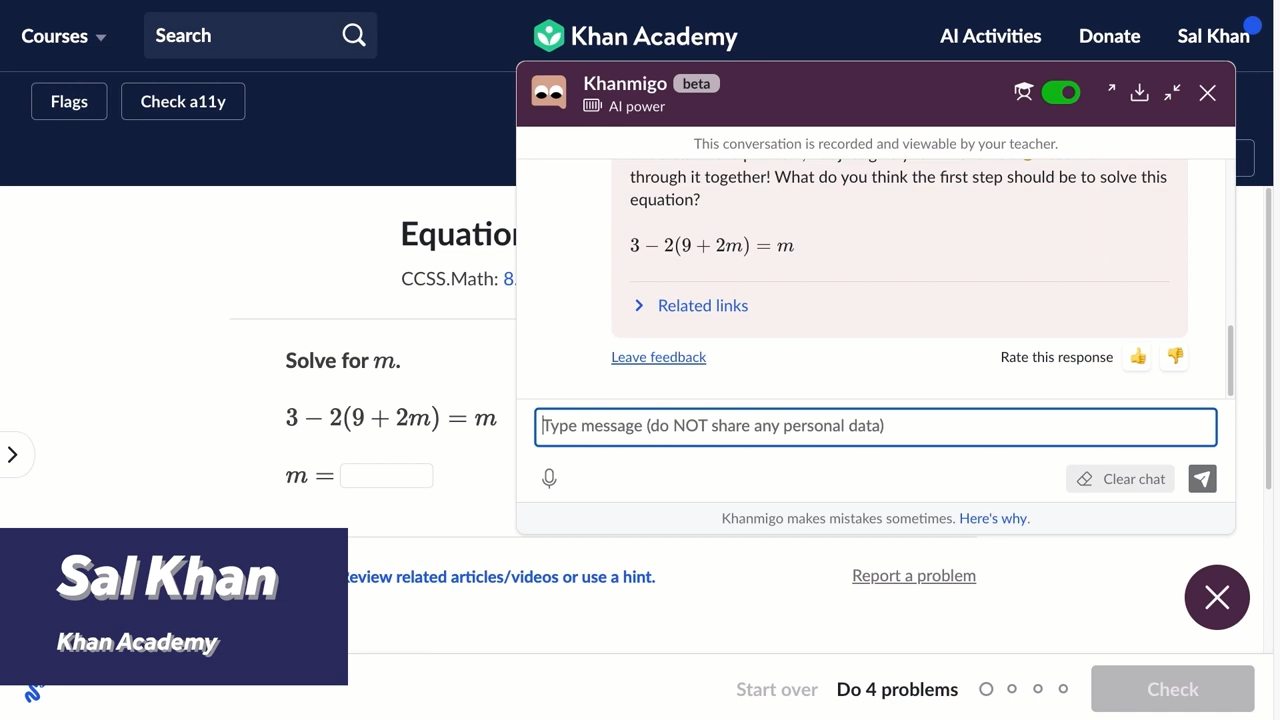 Courses
Search
Khan Academy
AI Activities
Donate
Sal Khan
Flags
Check a11y
Khanmigo beta
AI power
This conversation is recorded and viewable by your teacher.
through it together! What do you think the first step should be to solve this
equation?
3 − 2(9 + 2m) = m
Related links
Leave feedback
Rate this response
Type message (do NOT share any personal data)
Clear chat
Khanmigo makes mistakes sometimes. Here's why.
CCSS.Math: 8.
Solve for m.
3 − 2(9 + 2m) = m
m =
Sal Khan
Khan Academy
related articles/videos or use a hint.
Report a problem
Start over
Do 4 problems
Check